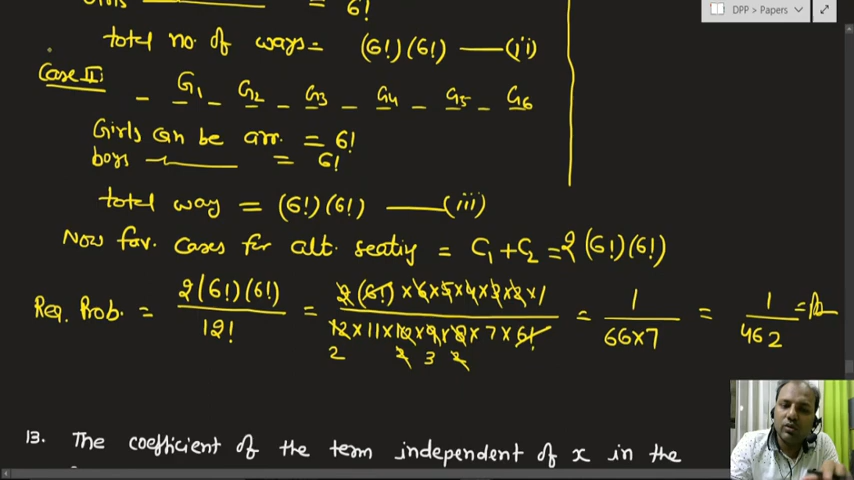 DPP > Papers
= 6!
total no. of ways = (6!)(6!) —— (ii)
Case II:
_ G1 _ G2 _ G3 _ G4 _ G5 _ G6
Girls can be arr. = 6!
boys —— = 6!
total way = (6!)(6!) —— (iii)
Now fav. cases for alt. seatiy = C1 + C2 = 2(6!)(6!)
Req. Prob. = 2(6!)(6!) / 12! = 2(6!)×6×5×4×3×2×1 / 12×11×10×9×8×7×6! = 1 / 66×7 = 1 / 462 =
2 2 3 2
13. The coefficient of the term independent of x in the